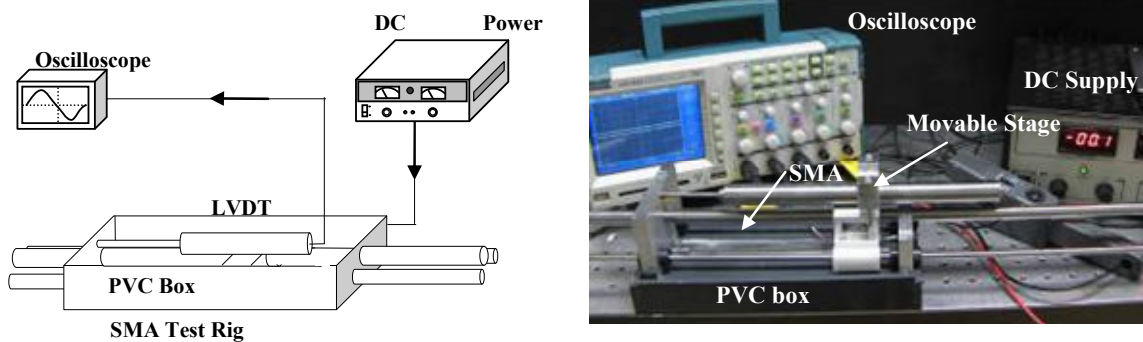 DC Power
Oscilloscope
LVDT
PVC Box
SMA Test Rig
Oscilloscope
DC Supply
Movable Stage
SMA
PVC box
-00.1